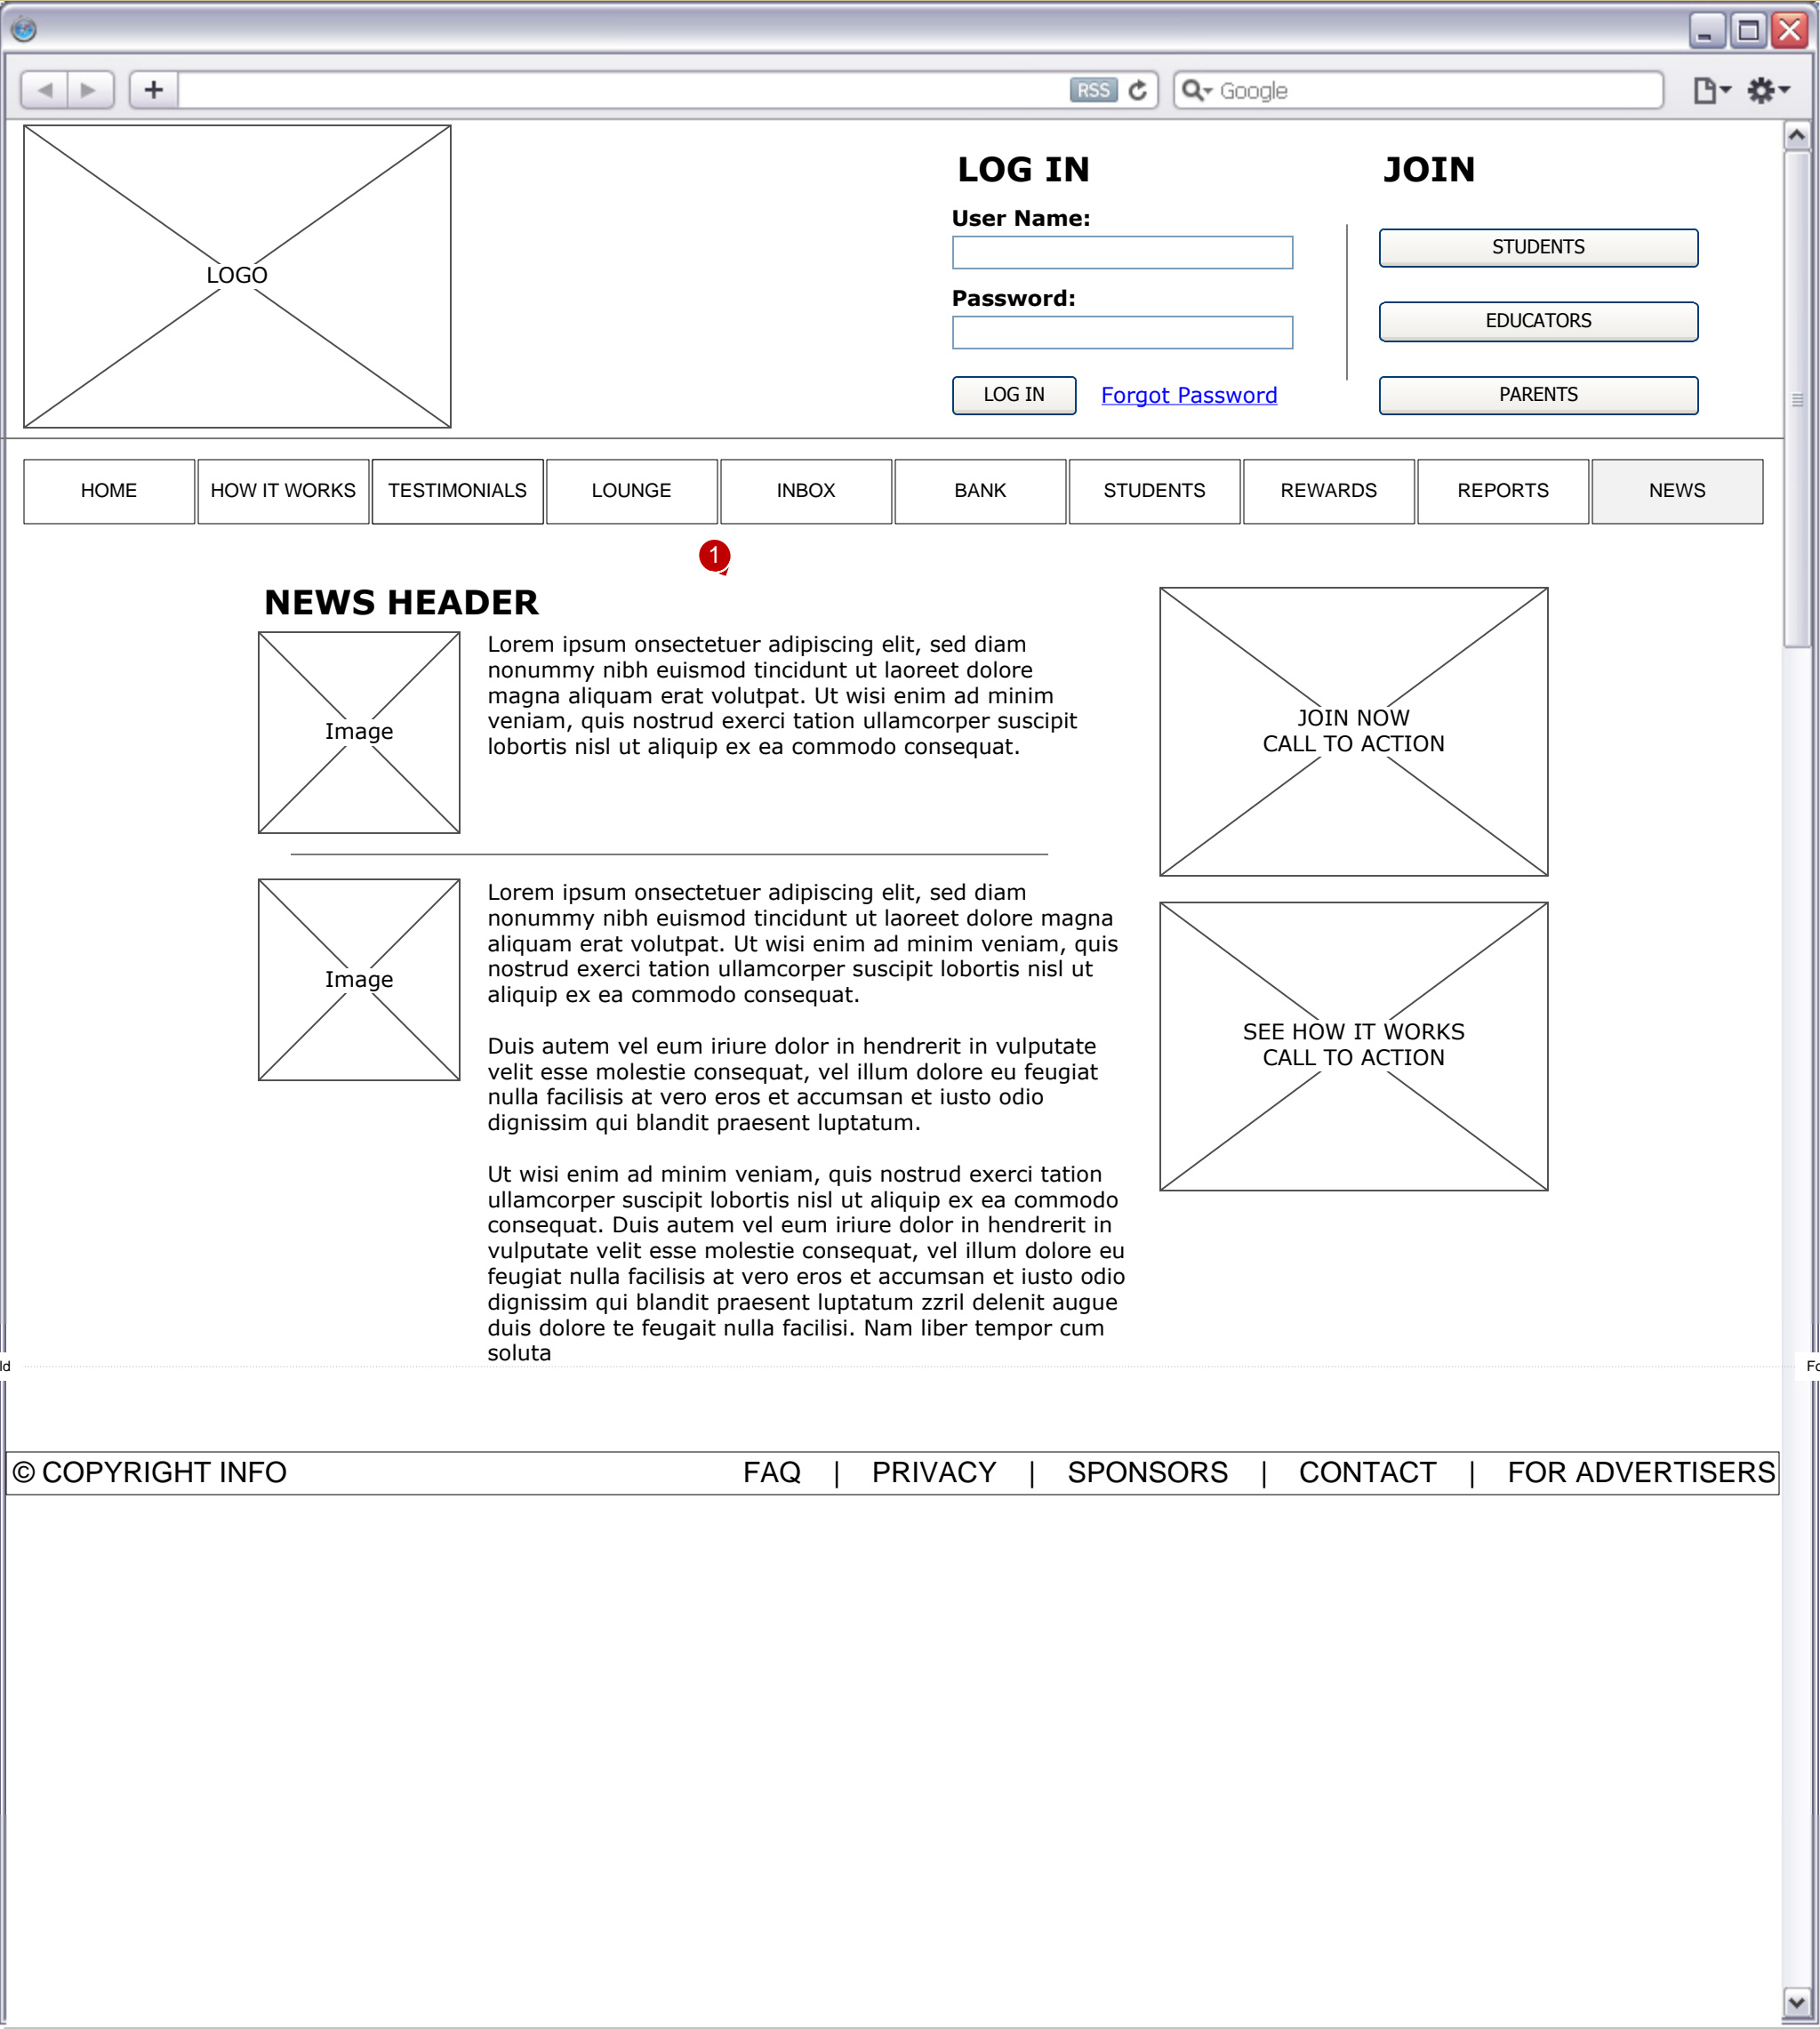 RSS
Google
LOGO
LOG IN
User Name:
Password:
LOG IN
Forgot Password
JOIN
STUDENTS
EDUCATORS
PARENTS
HOME
HOW IT WORKS
TESTIMONIALS
LOUNGE
INBOX
BANK
STUDENTS
REWARDS
REPORTS
NEWS
1
NEWS HEADER
Image
Lorem ipsum onsectetuer adipiscing elit, sed diam
nonummy nibh euismod tincidunt ut laoreet dolore
magna aliquam erat volutpat. Ut wisi enim ad minim
veniam, quis nostrud exerci tation ullamcorper suscipit
lobortis nisl ut aliquip ex ea commodo consequat.
Image
Lorem ipsum onsectetuer adipiscing elit, sed diam
nonummy nibh euismod tincidunt ut laoreet dolore magna
aliquam erat volutpat. Ut wisi enim ad minim veniam, quis
nostrud exerci tation ullamcorper suscipit lobortis nisl ut
aliquip ex ea commodo consequat.
Duis autem vel eum iriure dolor in hendrerit in vulputate
velit esse molestie consequat, vel illum dolore eu feugiat
nulla facilisis at vero eros et accumsan et iusto odio
dignissim qui blandit praesent luptatum.
Ut wisi enim ad minim veniam, quis nostrud exerci tation
ullamcorper suscipit lobortis nisl ut aliquip ex ea commodo
consequat. Duis autem vel eum iriure dolor in hendrerit in
vulputate velit esse molestie consequat, vel illum dolore eu
feugiat nulla facilisis at vero eros et accumsan et iusto odio
dignissim qui blandit praesent luptatum zzril delenit augue
duis dolore te feugait nulla facilisi. Nam liber tempor cum
soluta
JOIN NOW
CALL TO ACTION
SEE HOW IT WORKS
CALL TO ACTION
ld
Fo
© COPYRIGHT INFO
FAQ | PRIVACY | SPONSORS | CONTACT | FOR ADVERTISERS